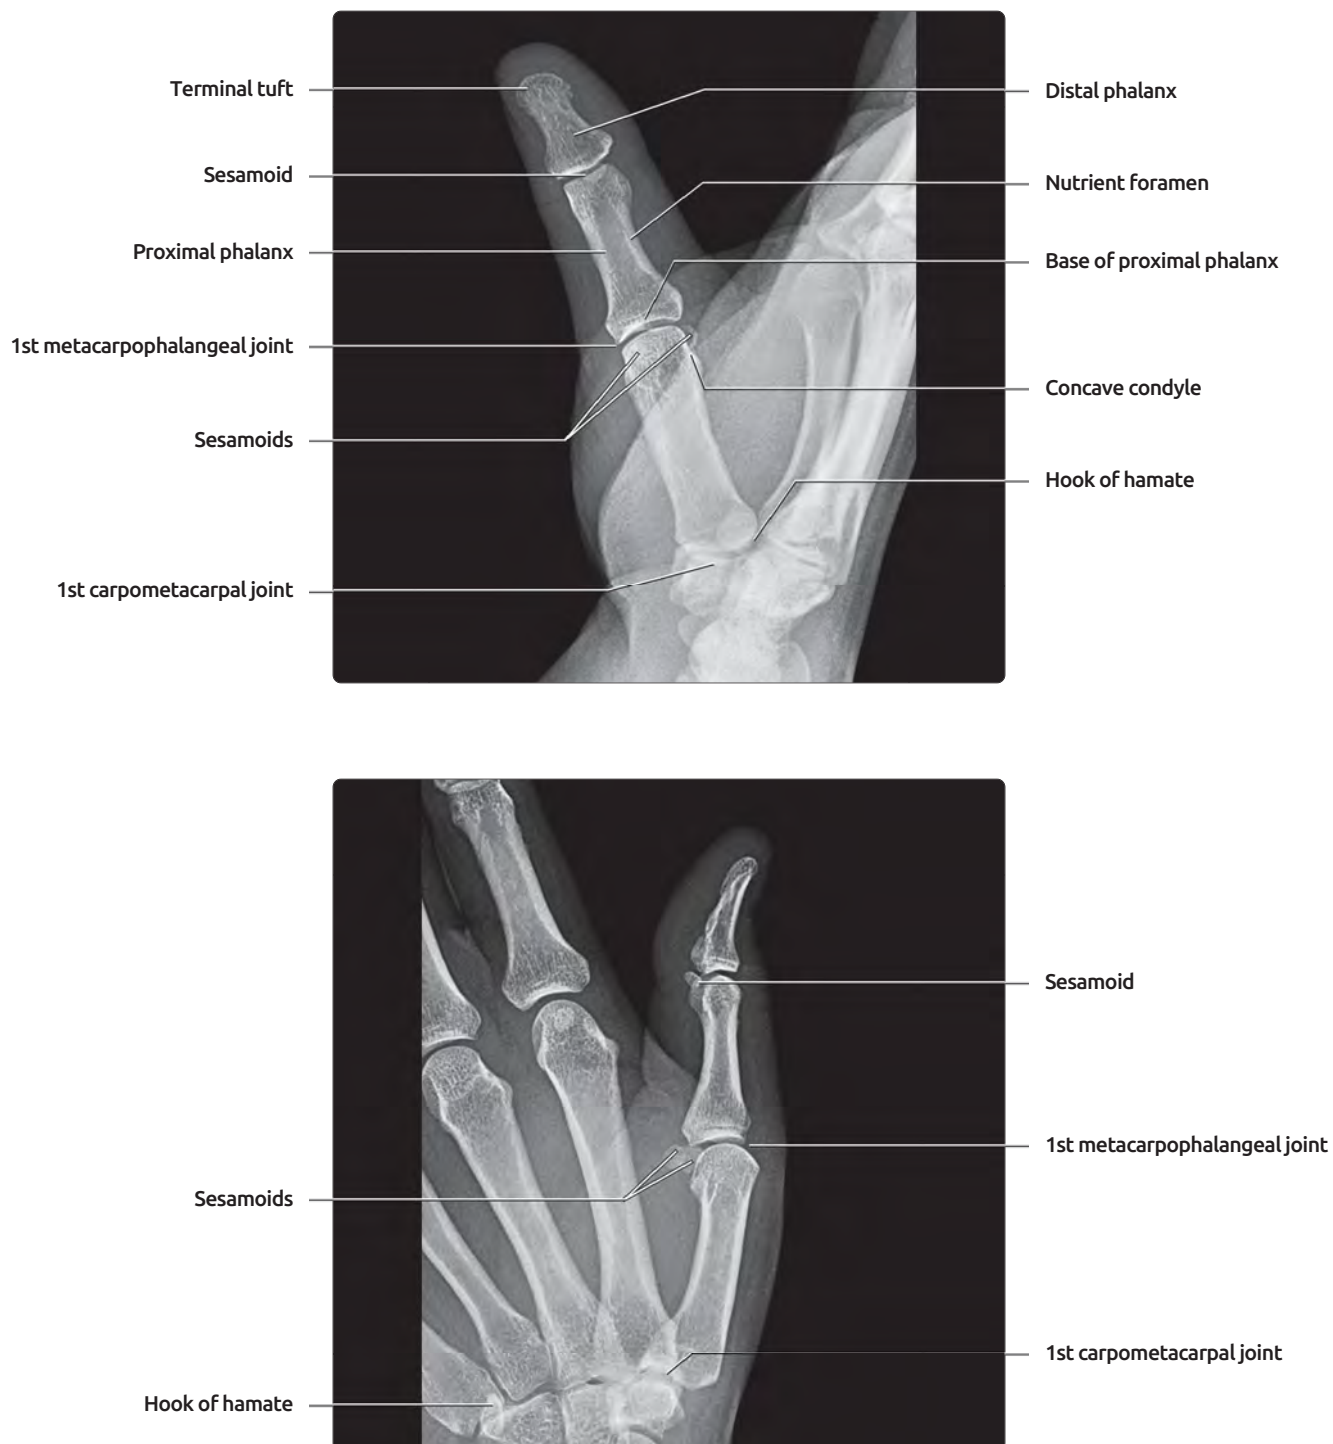 Terminal tuft
Distal phalanx
Sesamoid
Nutrient foramen
Proximal phalanx
Base of proximal phalanx
1st metacarpophalangeal joint
Concave condyle
Sesamoids
Hook of hamate
1st carpometacarpal joint
Sesamoid
1st metacarpophalangeal joint
Sesamoids
1st carpometacarpal joint
Hook of hamate